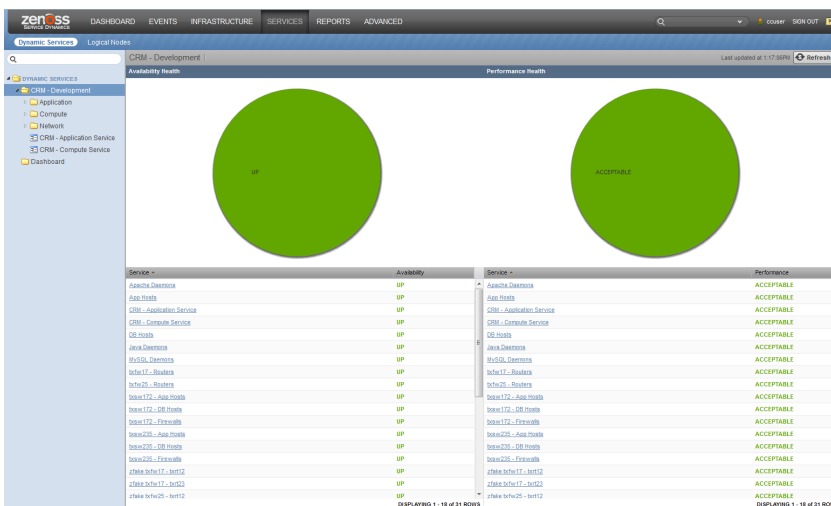 zenoss
SERVICE DYNAMICS
DASHBOARD EVENTS INFRASTRUCTURE SERVICES REPORTS ADVANCED
ccuser SIGN OUT
Dynamic Services Logical Nodes
CRM - Development
Last updated at 1:17:06PM Refresh
Availability Health
Performance Health
DYNAMIC SERVICES
CRM - Development
Application
Compute
Network
CRM - Application Service
CRM - Compute Service
Dashboard
UP
ACCEPTABLE
Service Availability Service Performance
Apache Daemons UP Apache Daemons ACCEPTABLE
App Hosts UP App Hosts ACCEPTABLE
CRM - Application Service UP CRM - Application Service ACCEPTABLE
CRM - Compute Service UP CRM - Compute Service ACCEPTABLE
DB Hosts UP DB Hosts ACCEPTABLE
Java Daemons UP Java Daemons ACCEPTABLE
MySQL Daemons UP MySQL Daemons ACCEPTABLE
txfw17 - Routers UP txfw17 - Routers ACCEPTABLE
txfw25 - Routers UP txfw25 - Routers ACCEPTABLE
txsw172 - App Hosts UP txsw172 - App Hosts ACCEPTABLE
txsw172 - DB Hosts UP txsw172 - DB Hosts ACCEPTABLE
txsw172 - Firewalls UP txsw172 - Firewalls ACCEPTABLE
txsw235 - App Hosts UP txsw235 - App Hosts ACCEPTABLE
txsw235 - DB Hosts UP txsw235 - DB Hosts ACCEPTABLE
txsw235 - Firewalls UP txsw235 - Firewalls ACCEPTABLE
zfake txfw17 - txrt12 UP zfake txfw17 - txrt12 ACCEPTABLE
zfake txfw17 - txrt23 UP zfake txfw17 - txrt23 ACCEPTABLE
zfake txfw25 - txrt12 UP zfake txfw25 - txrt12 ACCEPTABLE
DISPLAYING 1 - 18 of 31 ROWS DISPLAYING 1 - 18 of 31 ROW